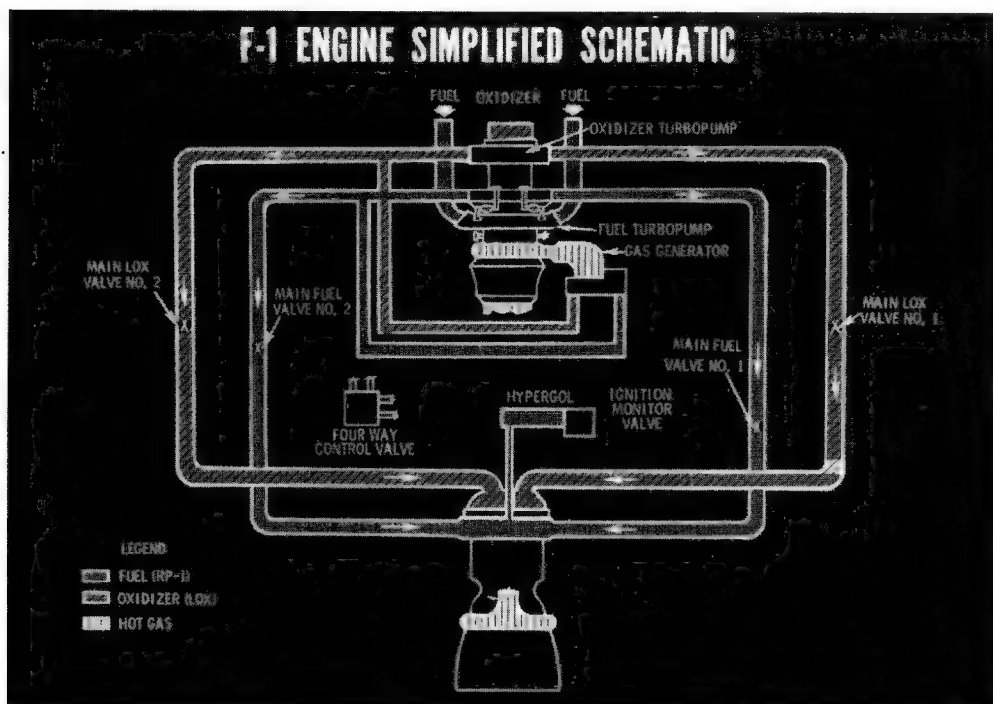 F-1 ENGINE SIMPLIFIED SCHEMATIC
FUEL
OXIDIZER
FUEL
OXIDIZER TURBOPUMP
FUEL TURBOPUMP
GAS GENERATOR
MAIN LOX
VALVE NO. 2
MAIN FUEL
VALVE NO. 2
MAIN LOX
VALVE NO. 1
MAIN FUEL
VALVE NO. 1
HYPERGOL
IGNITION
MONITOR
VALVE
FOUR WAY
CONTROL VALVE
LEGEND
FUEL (RP-1)
OXIDIZER (LOX)
HOT GAS